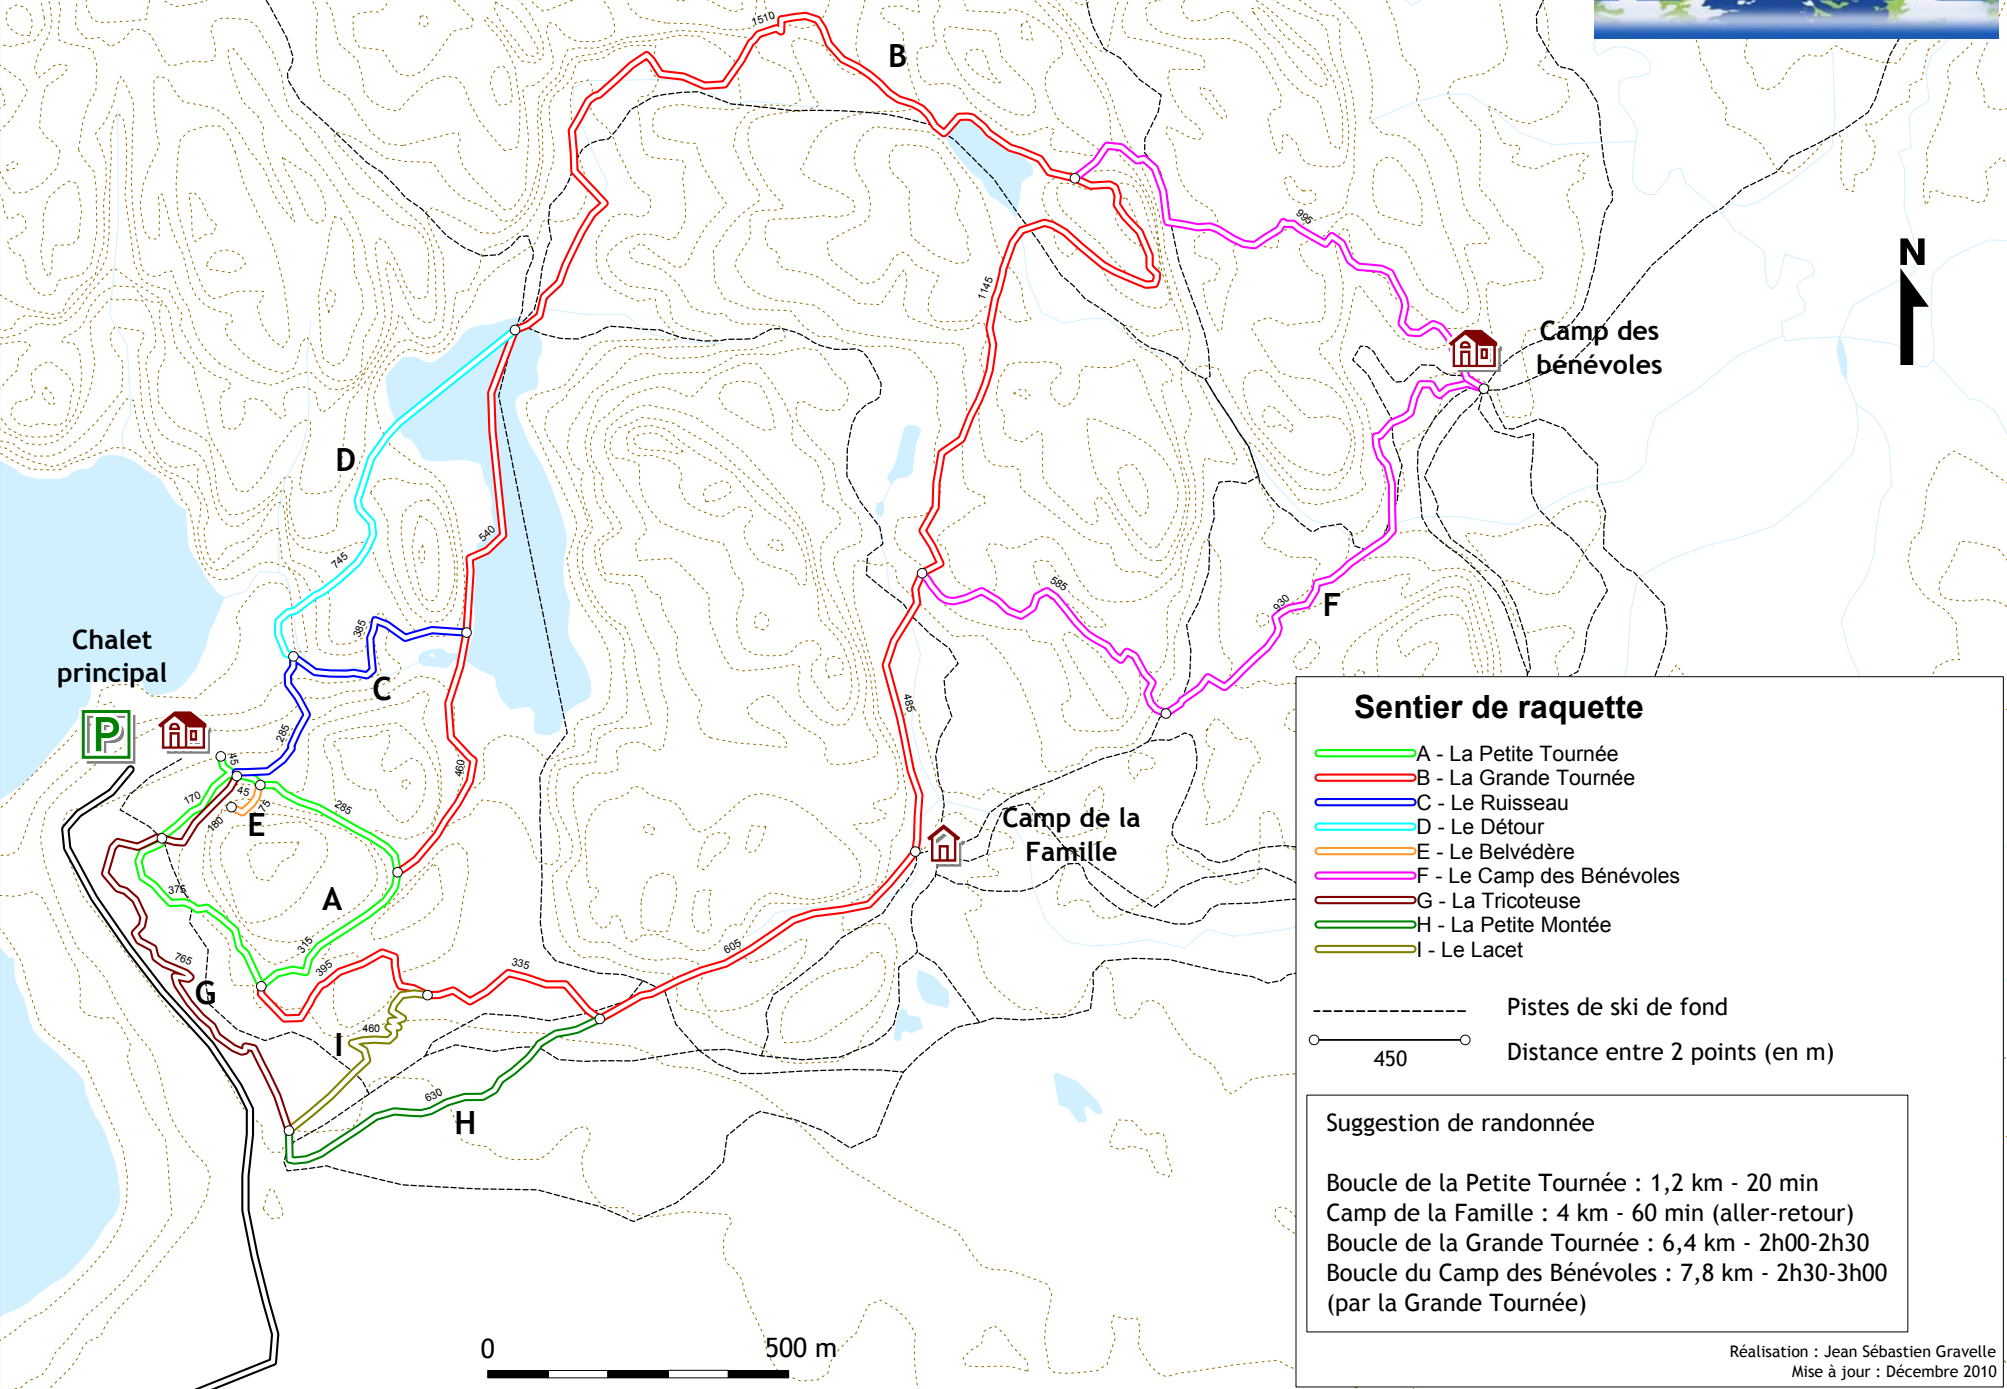 1510
B
995
N
1145
Camp des
bénévoles
D
540
745
585
930
F
385
Chalet
principal
C
P
285
485
45
460
45
170
75
285
180
E
Camp de la
Famille
375
A
315
605
395
335
765
G
460
I
630
H
Sentier de raquette
A - La Petite Tournée
B - La Grande Tournée
C - Le Ruisseau
D - Le Détour
E - Le Belvédère
F - Le Camp des Bénévoles
G - La Tricoteuse
H - La Petite Montée
I - Le Lacet
Pistes de ski de fond
450
Distance entre 2 points (en m)
Suggestion de randonnée
Boucle de la Petite Tournée : 1,2 km - 20 min
Camp de la Famille : 4 km - 60 min (aller-retour)
Boucle de la Grande Tournée : 6,4 km - 2h00-2h30
Boucle du Camp des Bénévoles : 7,8 km - 2h30-3h00
(par la Grande Tournée)
0
500 m
Réalisation : Jean Sébastien Gravelle
Mise à jour : Décembre 2010